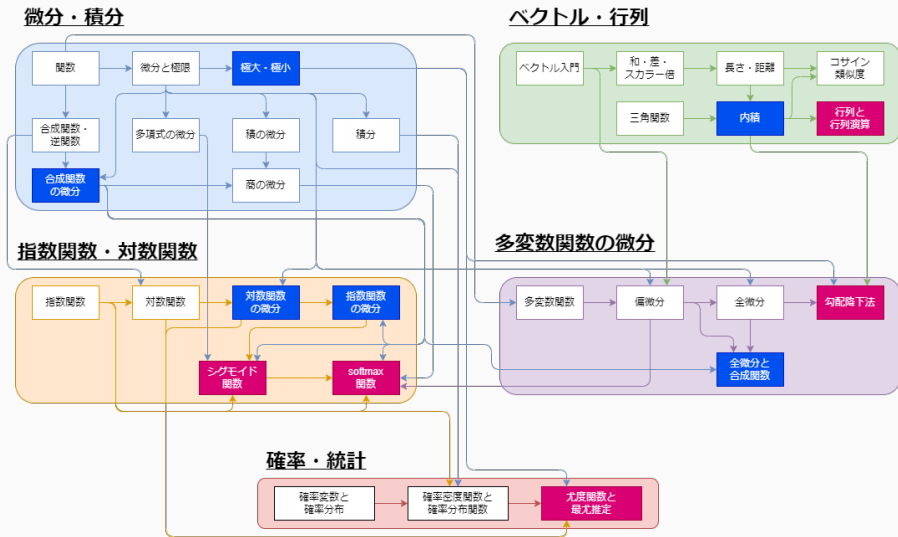 微分・積分
関数
微分と極限
極大・極小
合成関数・
逆関数
多項式の微分
積の微分
積分
合成関数
の微分
商の微分
ベクトル・行列
ベクトル入門
和・差・
スカラー倍
長さ・距離
コサイン
類似度
三角関数
内積
行列と
行列演算
指数関数・対数関数
指数関数
対数関数
対数関数
の微分
指数関数
の微分
シグモイド
関数
softmax
関数
多変数関数の微分
多変数関数
偏微分
全微分
勾配降下法
全微分と
合成関数
確率・統計
確率変数と
確率分布
確率密度関数と
確率分布関数
尤度関数と
最尤推定